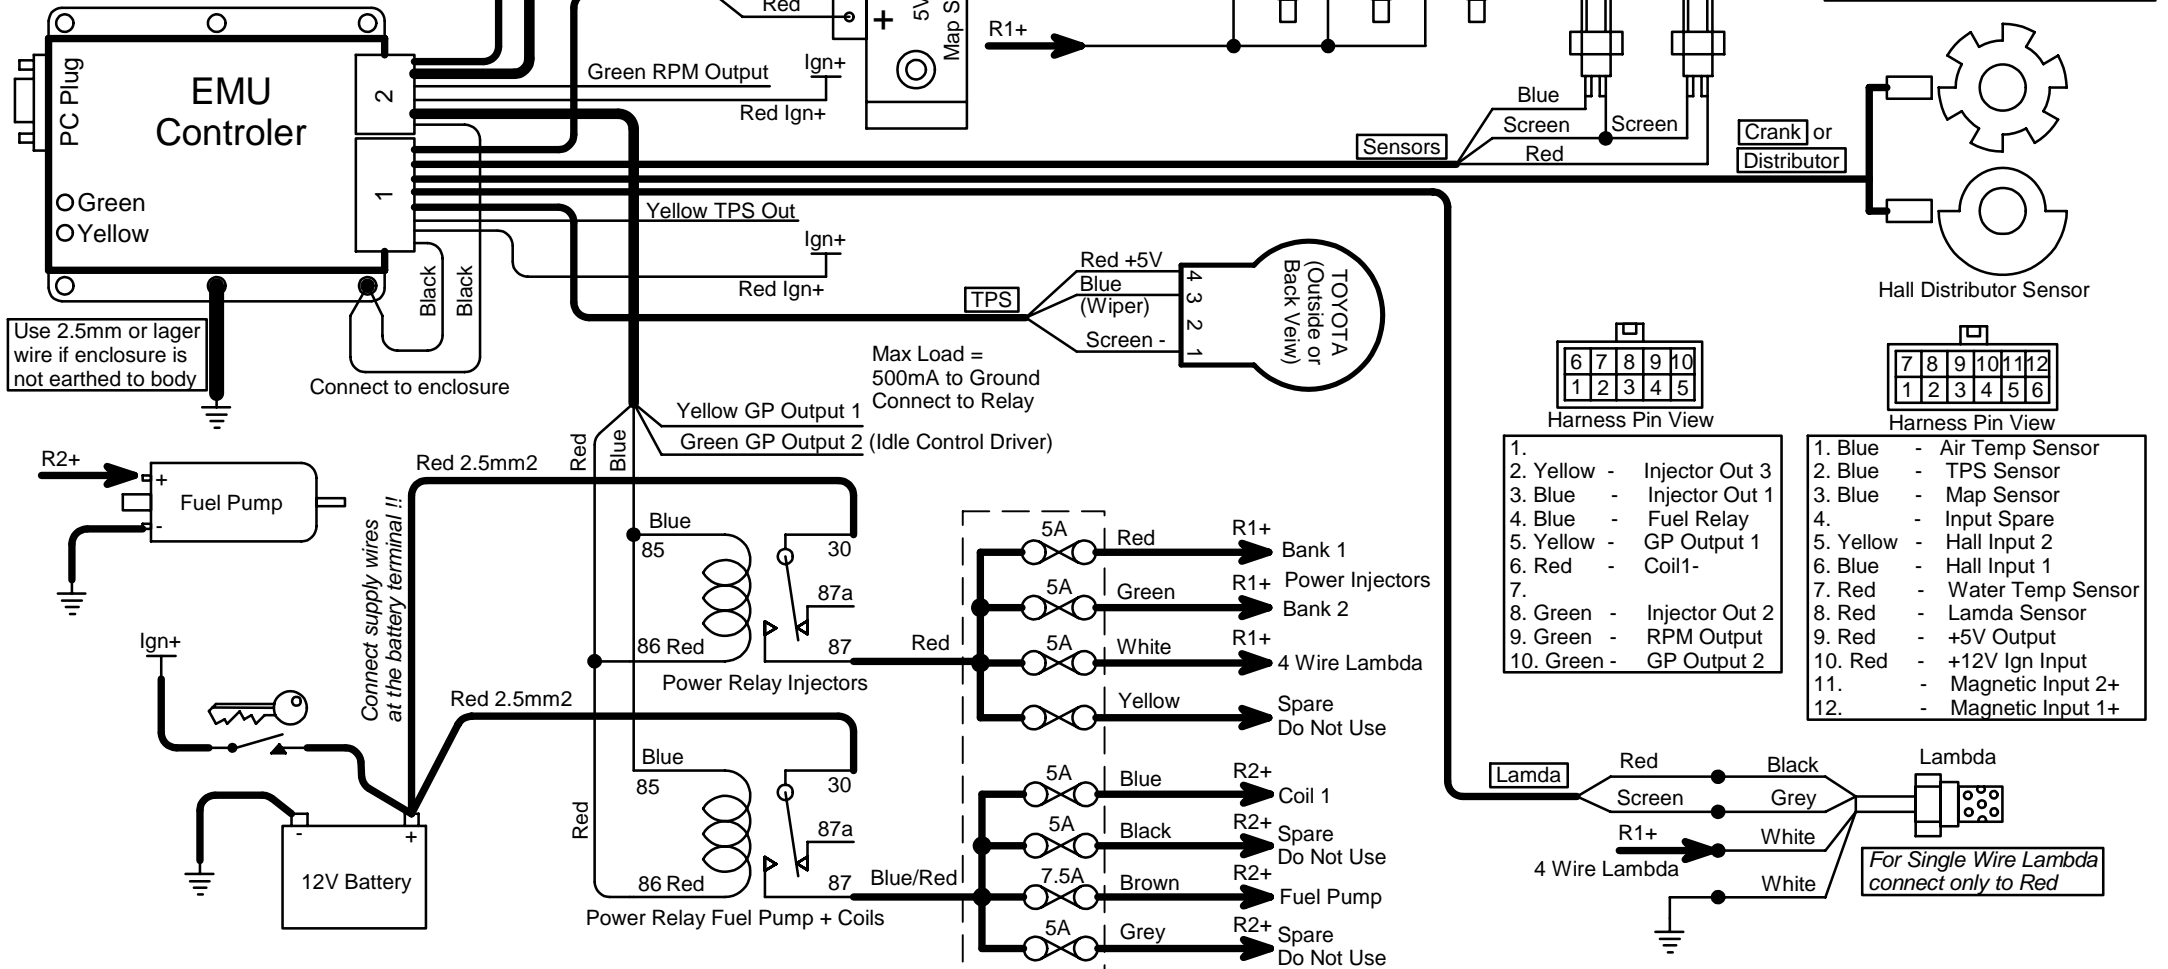 Red
+
5V
Map S
R1+
PC Plug
EMU
Controler
2
1
Green
Yellow
Green RPM Output
Ign+
Red Ign+
Yellow TPS Out
Ign+
Red Ign+
Black
Black
Use 2.5mm or lager
wire if enclosure is
not earthed to body
Connect to enclosure
Sensors
Blue
Screen
Screen
Red
Crank or
Distributor
Hall Distributor Sensor
TPS
Red +5V
Blue
(Wiper)
Screen -
4
3
2
1
TOYOTA
(Outside or
Back Veiw)
Max Load =
500mA to Ground
Connect to Relay
Yellow GP Output 1
Green GP Output 2 (Idle Control Driver)
Red
Blue
R2+
+
-
Fuel Pump
Red 2.5mm2
Connect supply wires
at the battery terminal !!
Ign+
Red 2.5mm2
-
+
12V Battery
Blue
85
30
87a
86 Red
87
Power Relay Injectors
Red
Blue
85
30
87a
86 Red
87
Red
Power Relay Fuel Pump + Coils
Blue/Red
5A
Red
R1+
Bank 1
Power Injectors
5A
Green
R1+
Bank 2
5A
White
R1+
4 Wire Lambda
Yellow
Spare
Do Not Use
5A
Blue
R2+
Coil 1
5A
Black
R2+
Spare
Do Not Use
7.5A
Brown
R2+
Fuel Pump
5A
Grey
R2+
Spare
Do Not Use
6 7 8 9 10
1 2 3 4 5
Harness Pin View
1.
2. Yellow - Injector Out 3
3. Blue - Injector Out 1
4. Blue - Fuel Relay
5. Yellow - GP Output 1
6. Red - Coil1-
7.
8. Green - Injector Out 2
9. Green - RPM Output
10. Green - GP Output 2
7 8 9 10 11 12
1 2 3 4 5 6
Harness Pin View
1. Blue - Air Temp Sensor
2. Blue - TPS Sensor
3. Blue - Map Sensor
4. - Input Spare
5. Yellow - Hall Input 2
6. Blue - Hall Input 1
7. Red - Water Temp Sensor
8. Red - Lamda Sensor
9. Red - +5V Output
10. Red - +12V Ign Input
11. - Magnetic Input 2+
12. - Magnetic Input 1+
Lamda
Red
Black
Lambda
Screen
Grey
R1+
White
4 Wire Lambda
White
For Single Wire Lambda
connect only to Red